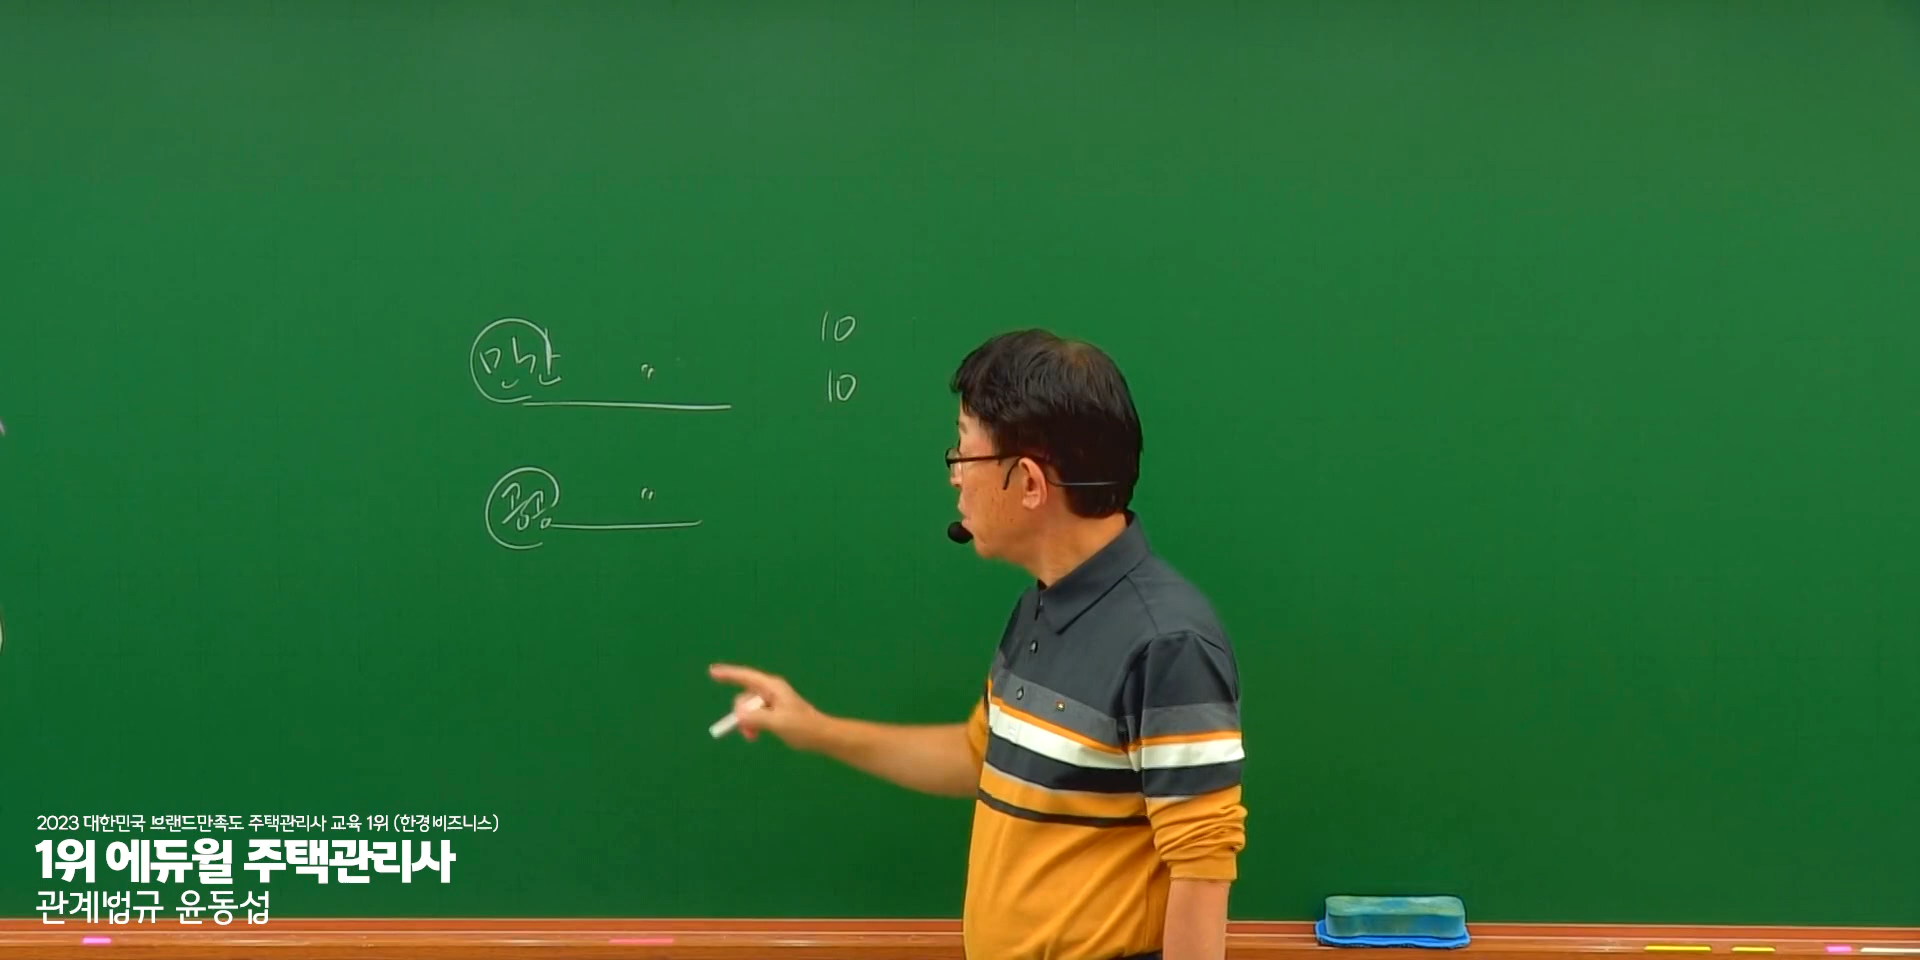 민간 〃 10
10
공공 〃
2023 대한민국 브랜드만족도 주택관리사 교육 1위 (한경비즈니스)
1위 에듀윌 주택관리사
관계법규 윤동섭